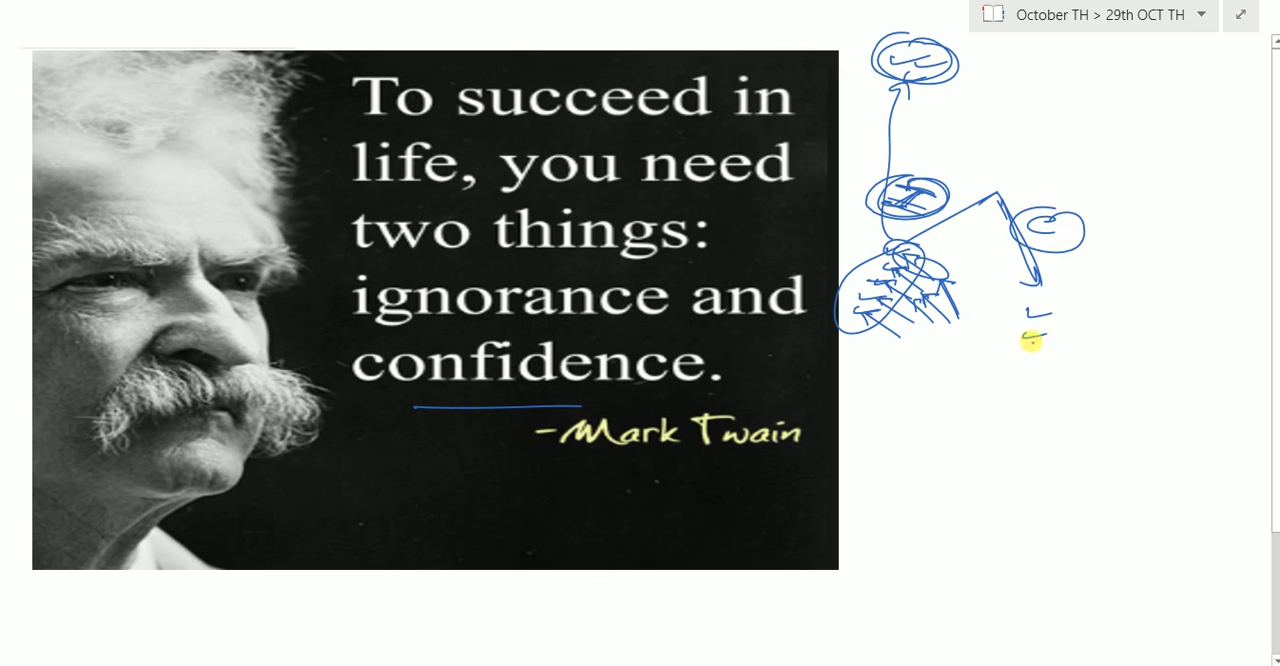 October TH > 29th OCT TH
To succeed in
life, you need
two things:
ignorance and
confidence.
-Mark Twain